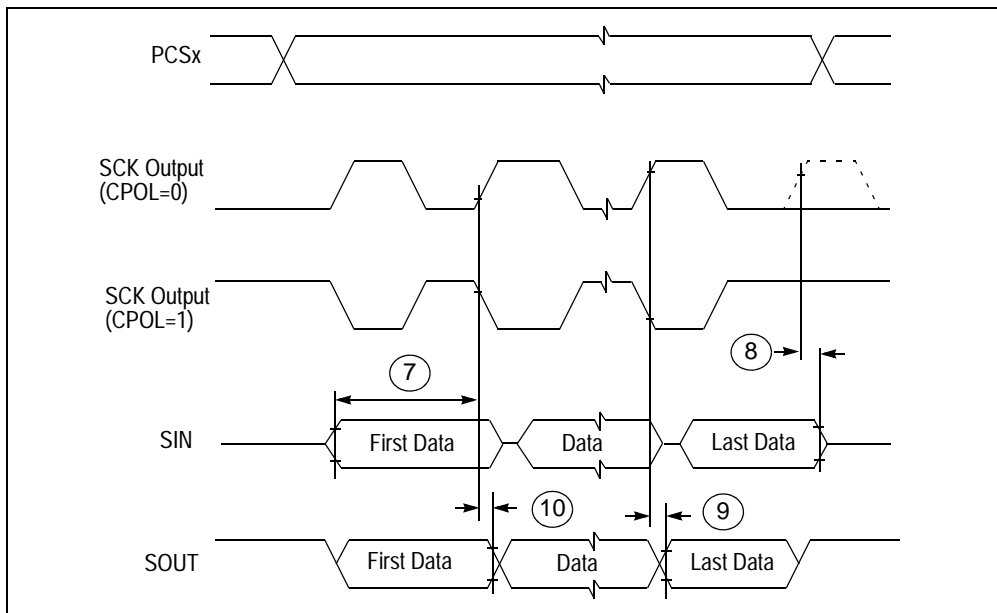 PCSx
SCK Output
(CPOL=0)
SCK Output
(CPOL=1)
8
7
SIN
First Data
Data
Last Data
10
9
SOUT
First Data
Data
Last Data